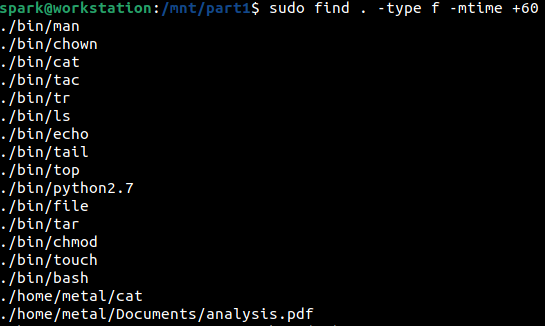 spark@workstation:/mnt/part1$ sudo find . -type f -mtime +60
./bin/man
./bin/chown
./bin/cat
./bin/tac
./bin/tr
./bin/ls
./bin/echo
./bin/tail
./bin/top
./bin/python2.7
./bin/file
./bin/tar
./bin/chmod
./bin/touch
./bin/bash
./home/metal/cat
./home/metal/Documents/analysis.pdf